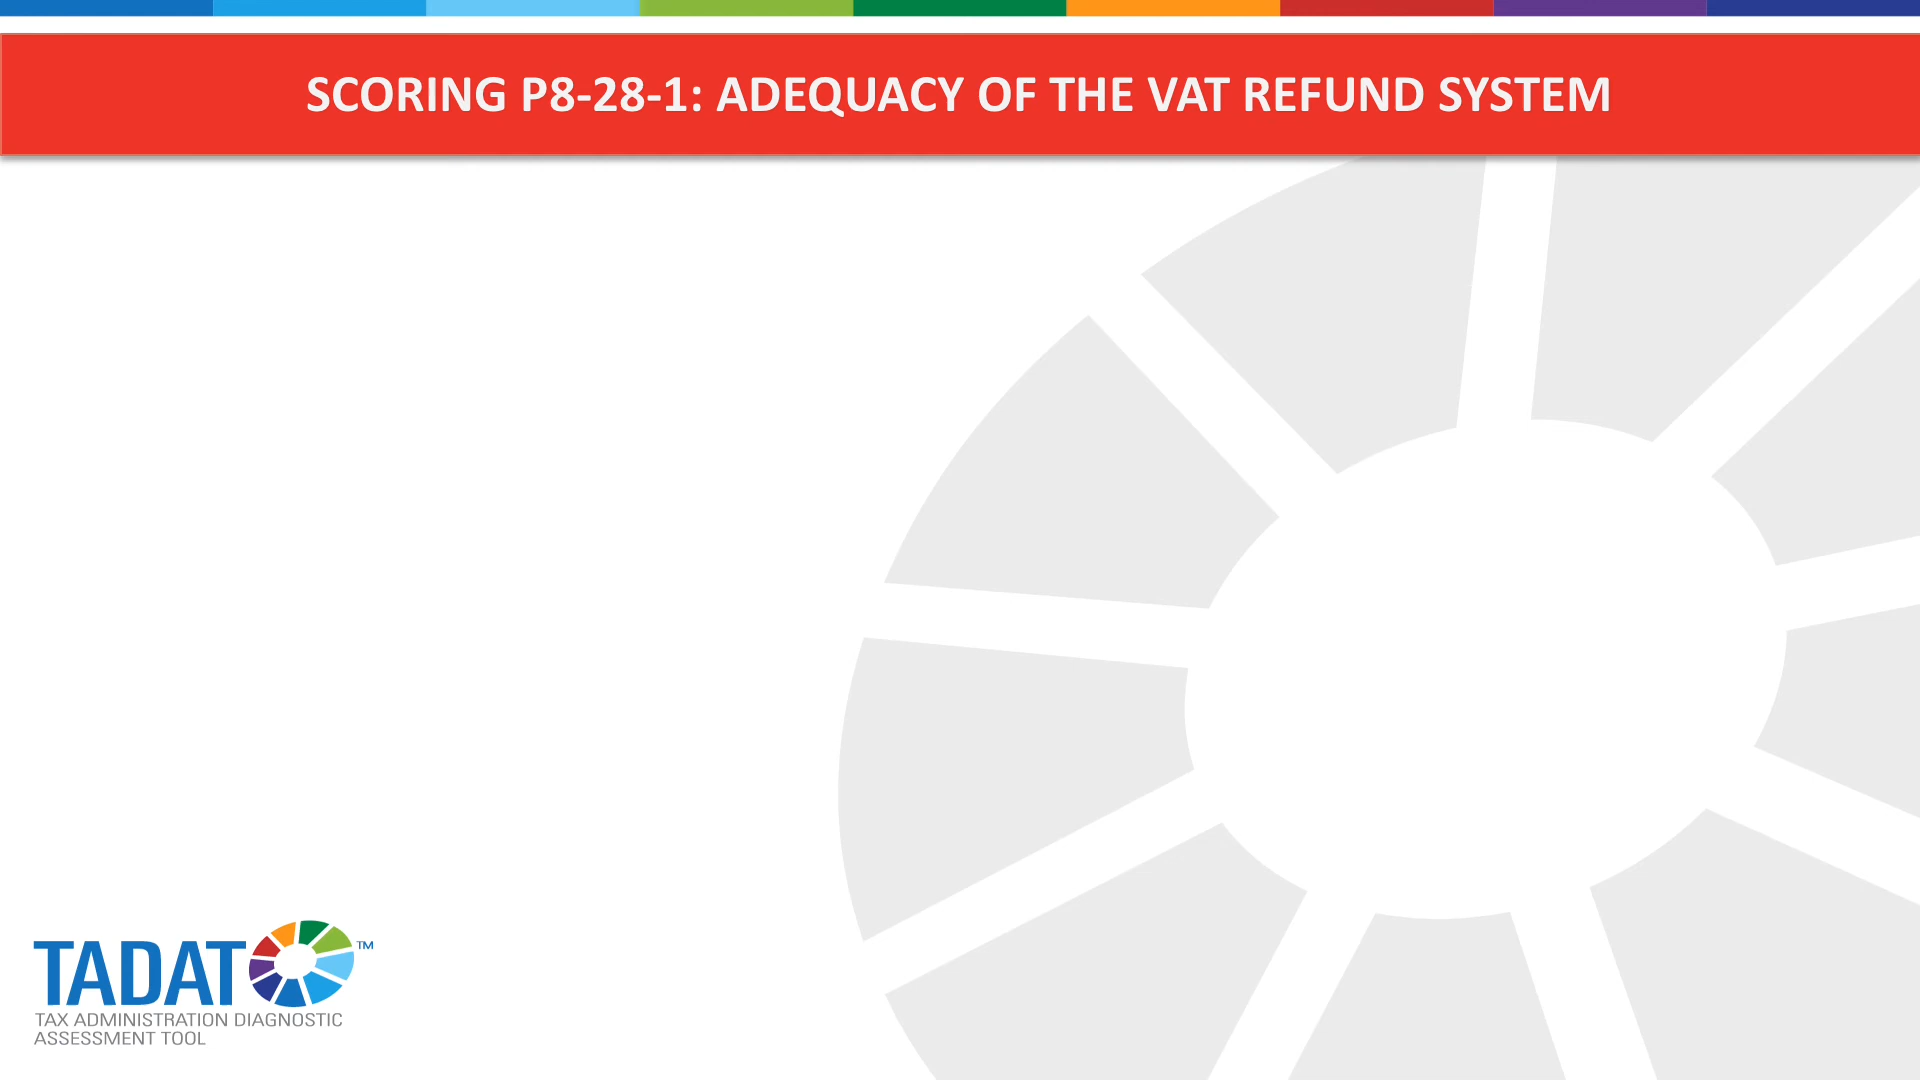 SCORING P8-28-1: ADEQUACY OF THE VAT REFUND SYSTEM
TADAT™
TAX ADMINISTRATION DIAGNOSTIC
ASSESSMENT TOOL